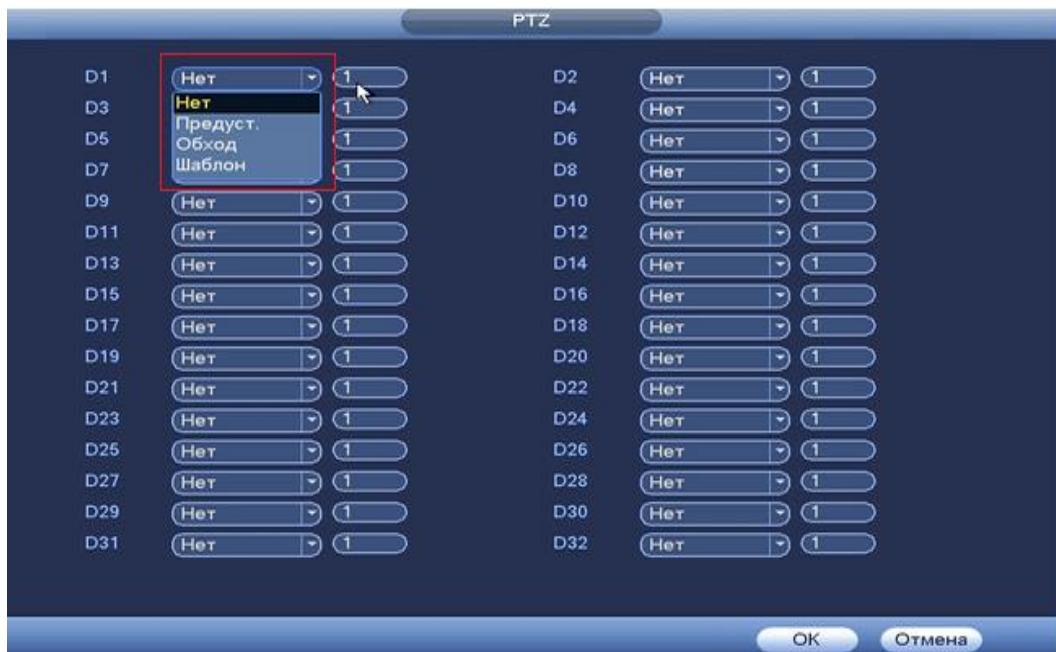 PTZ
D1 Нет 1 D2 Нет 1
Нет
D3 1 D4 Нет 1
Предуст.
D5 1 D6 Нет 1
Обход
Шаблон
D7 1 D8 Нет 1
D9 Нет 1 D10 Нет 1
D11 Нет 1 D12 Нет 1
D13 Нет 1 D14 Нет 1
D15 Нет 1 D16 Нет 1
D17 Нет 1 D18 Нет 1
D19 Нет 1 D20 Нет 1
D21 Нет 1 D22 Нет 1
D23 Нет 1 D24 Нет 1
D25 Нет 1 D26 Нет 1
D27 Нет 1 D28 Нет 1
D29 Нет 1 D30 Нет 1
D31 Нет 1 D32 Нет 1
OK Отмена